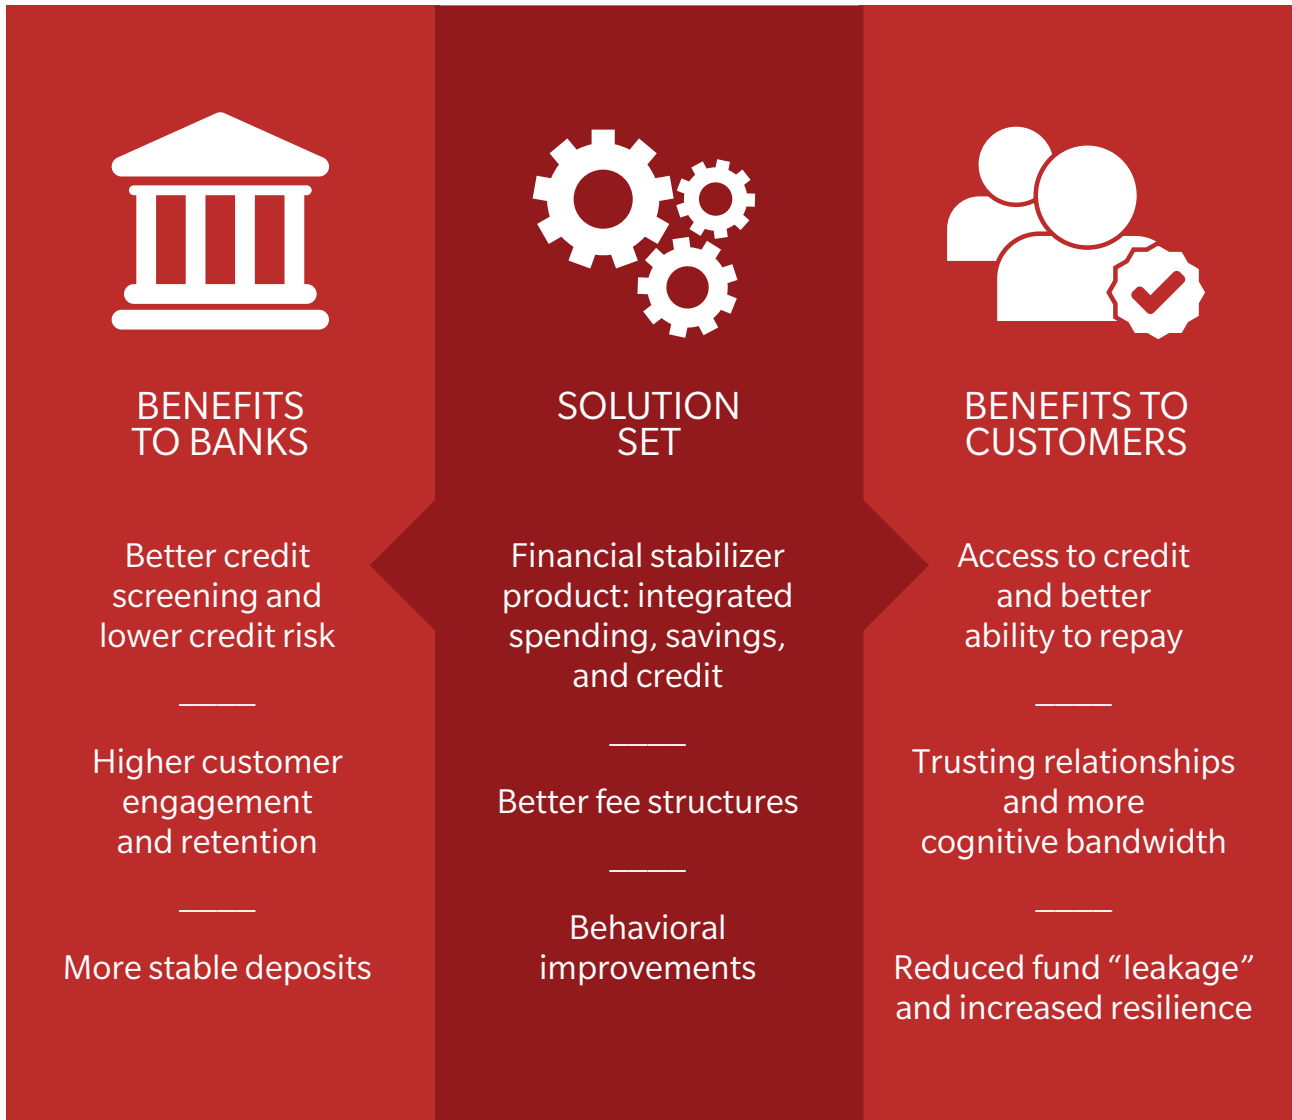 BENEFITS
TO BANKS
Better credit
screening and
lower credit risk
Higher customer
engagement
and retention
More stable deposits
SOLUTION
SET
Financial stabilizer
product: integrated
spending, savings,
and credit
Better fee structures
Behavioral
improvements
BENEFITS TO
CUSTOMERS
Access to credit
and better
ability to repay
Trusting relationships
and more
cognitive bandwidth
Reduced fund “leakage”
and increased resilience